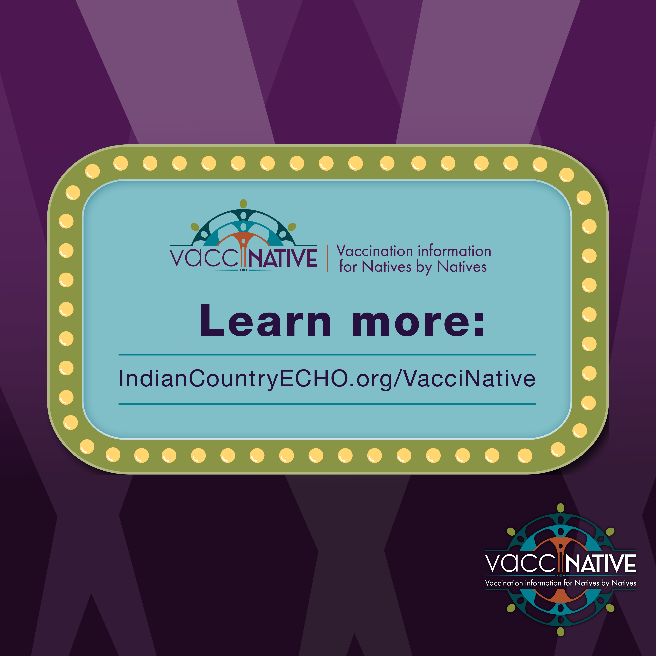 vacciNATIVE
Vaccination information
for Natives by Natives
Learn more:
IndianCountryECHO.org/VacciNative
vacciNATIVE
Vaccination information for Natives by Natives